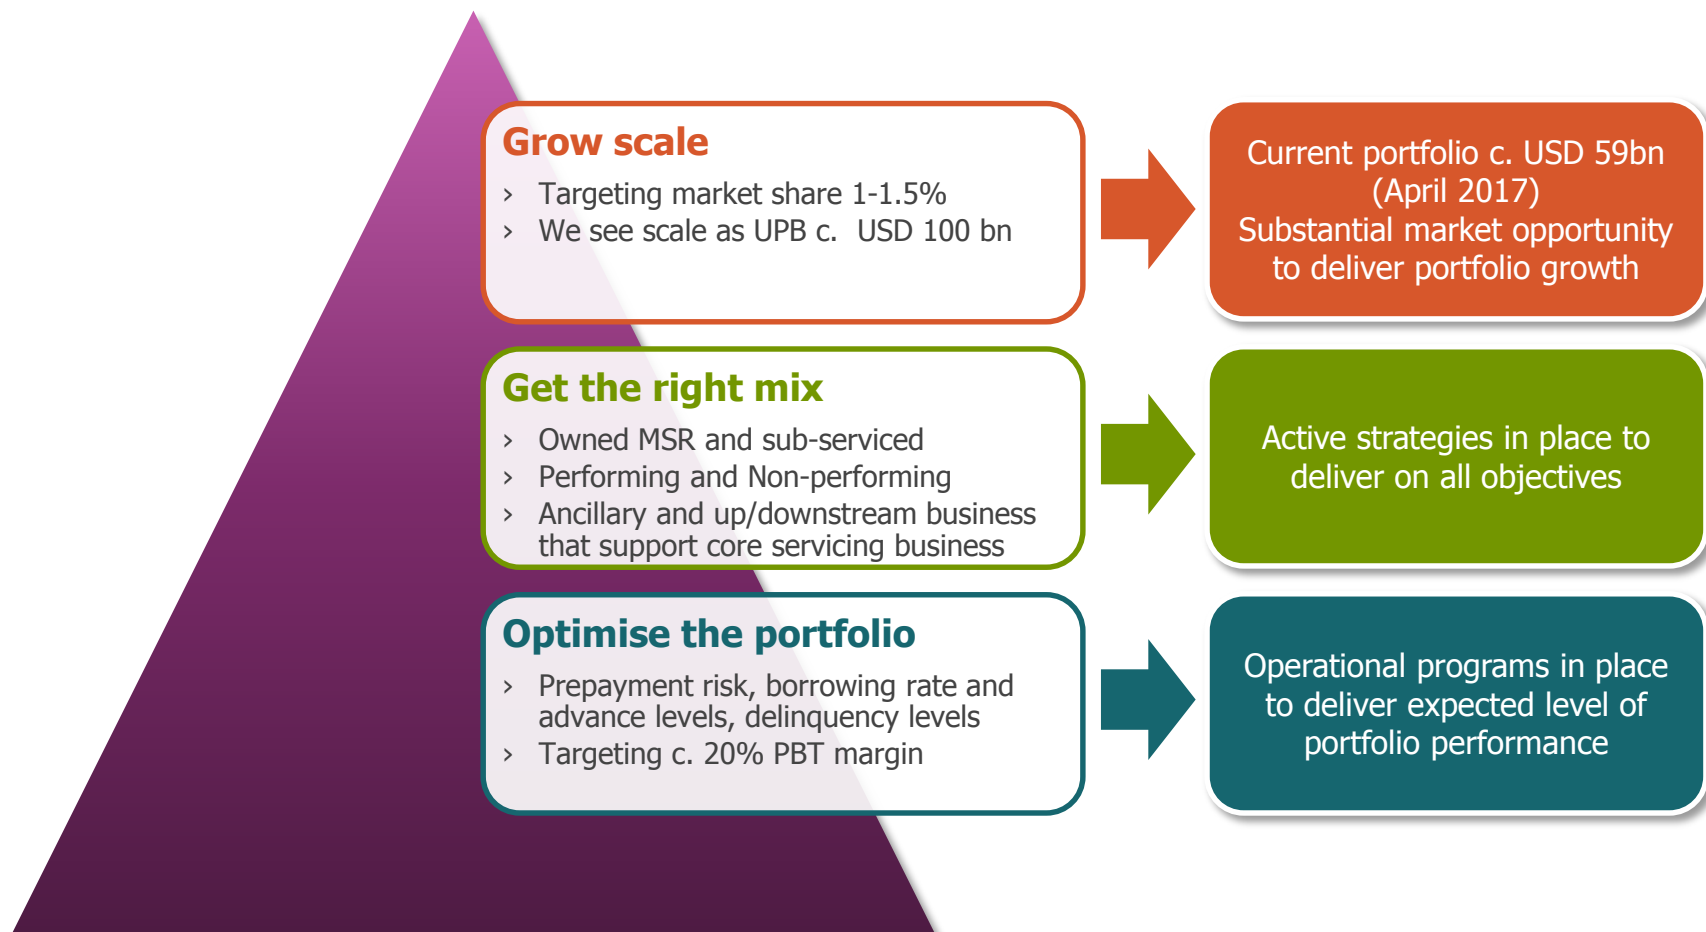 Grow scale
› Targeting market share 1-1.5%
› We see scale as UPB c. USD 100 bn
Current portfolio c. USD 59bn
(April 2017)
Substantial market opportunity
to deliver portfolio growth
Get the right mix
› Owned MSR and sub-serviced
› Performing and Non-performing
› Ancillary and up/downstream business
that support core servicing business
Active strategies in place to
deliver on all objectives
Optimise the portfolio
› Prepayment risk, borrowing rate and
advance levels, delinquency levels
› Targeting c. 20% PBT margin
Operational programs in place
to deliver expected level of
portfolio performance